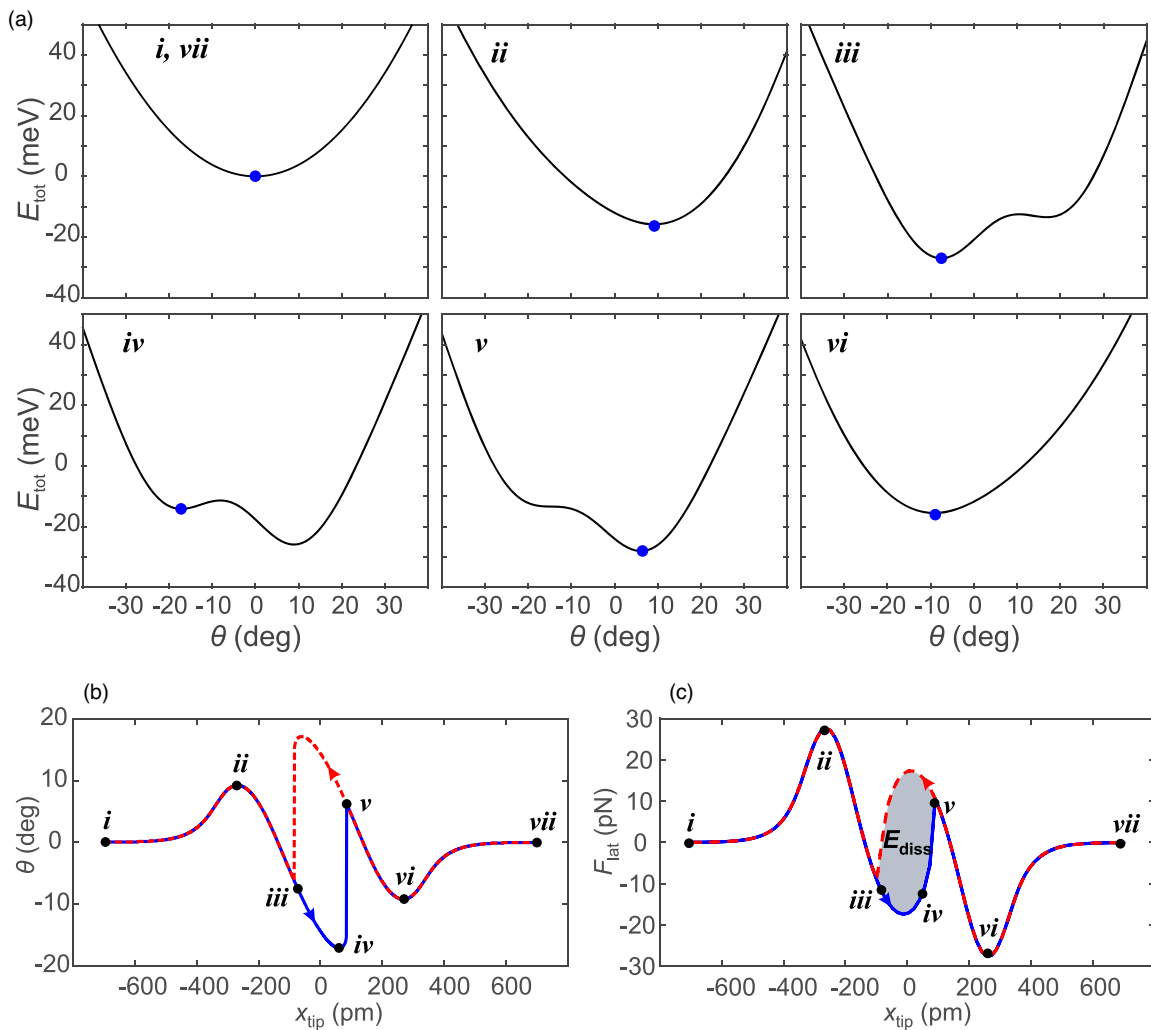 (a)
i, vii
ii
iii
40
20
0
-20
-40
E_tot (meV)
iv
v
vi
40
20
0
-20
-40
E_tot (meV)
-30 -20 -10 0 10 20 30
-30 -20 -10 0 10 20 30
-30 -20 -10 0 10 20 30
θ (deg)
θ (deg)
θ (deg)
(b)
20
10
0
-10
-20
θ (deg)
i
ii
iii
iv
v
vi
vii
-600 -400 -200 0 200 400 600
x_tip (pm)
(c)
30
20
10
0
-10
-20
-30
F_lat (pN)
i
ii
iii
E_diss
iv
v
vi
vii
-600 -400 -200 0 200 400 600
x_tip (pm)